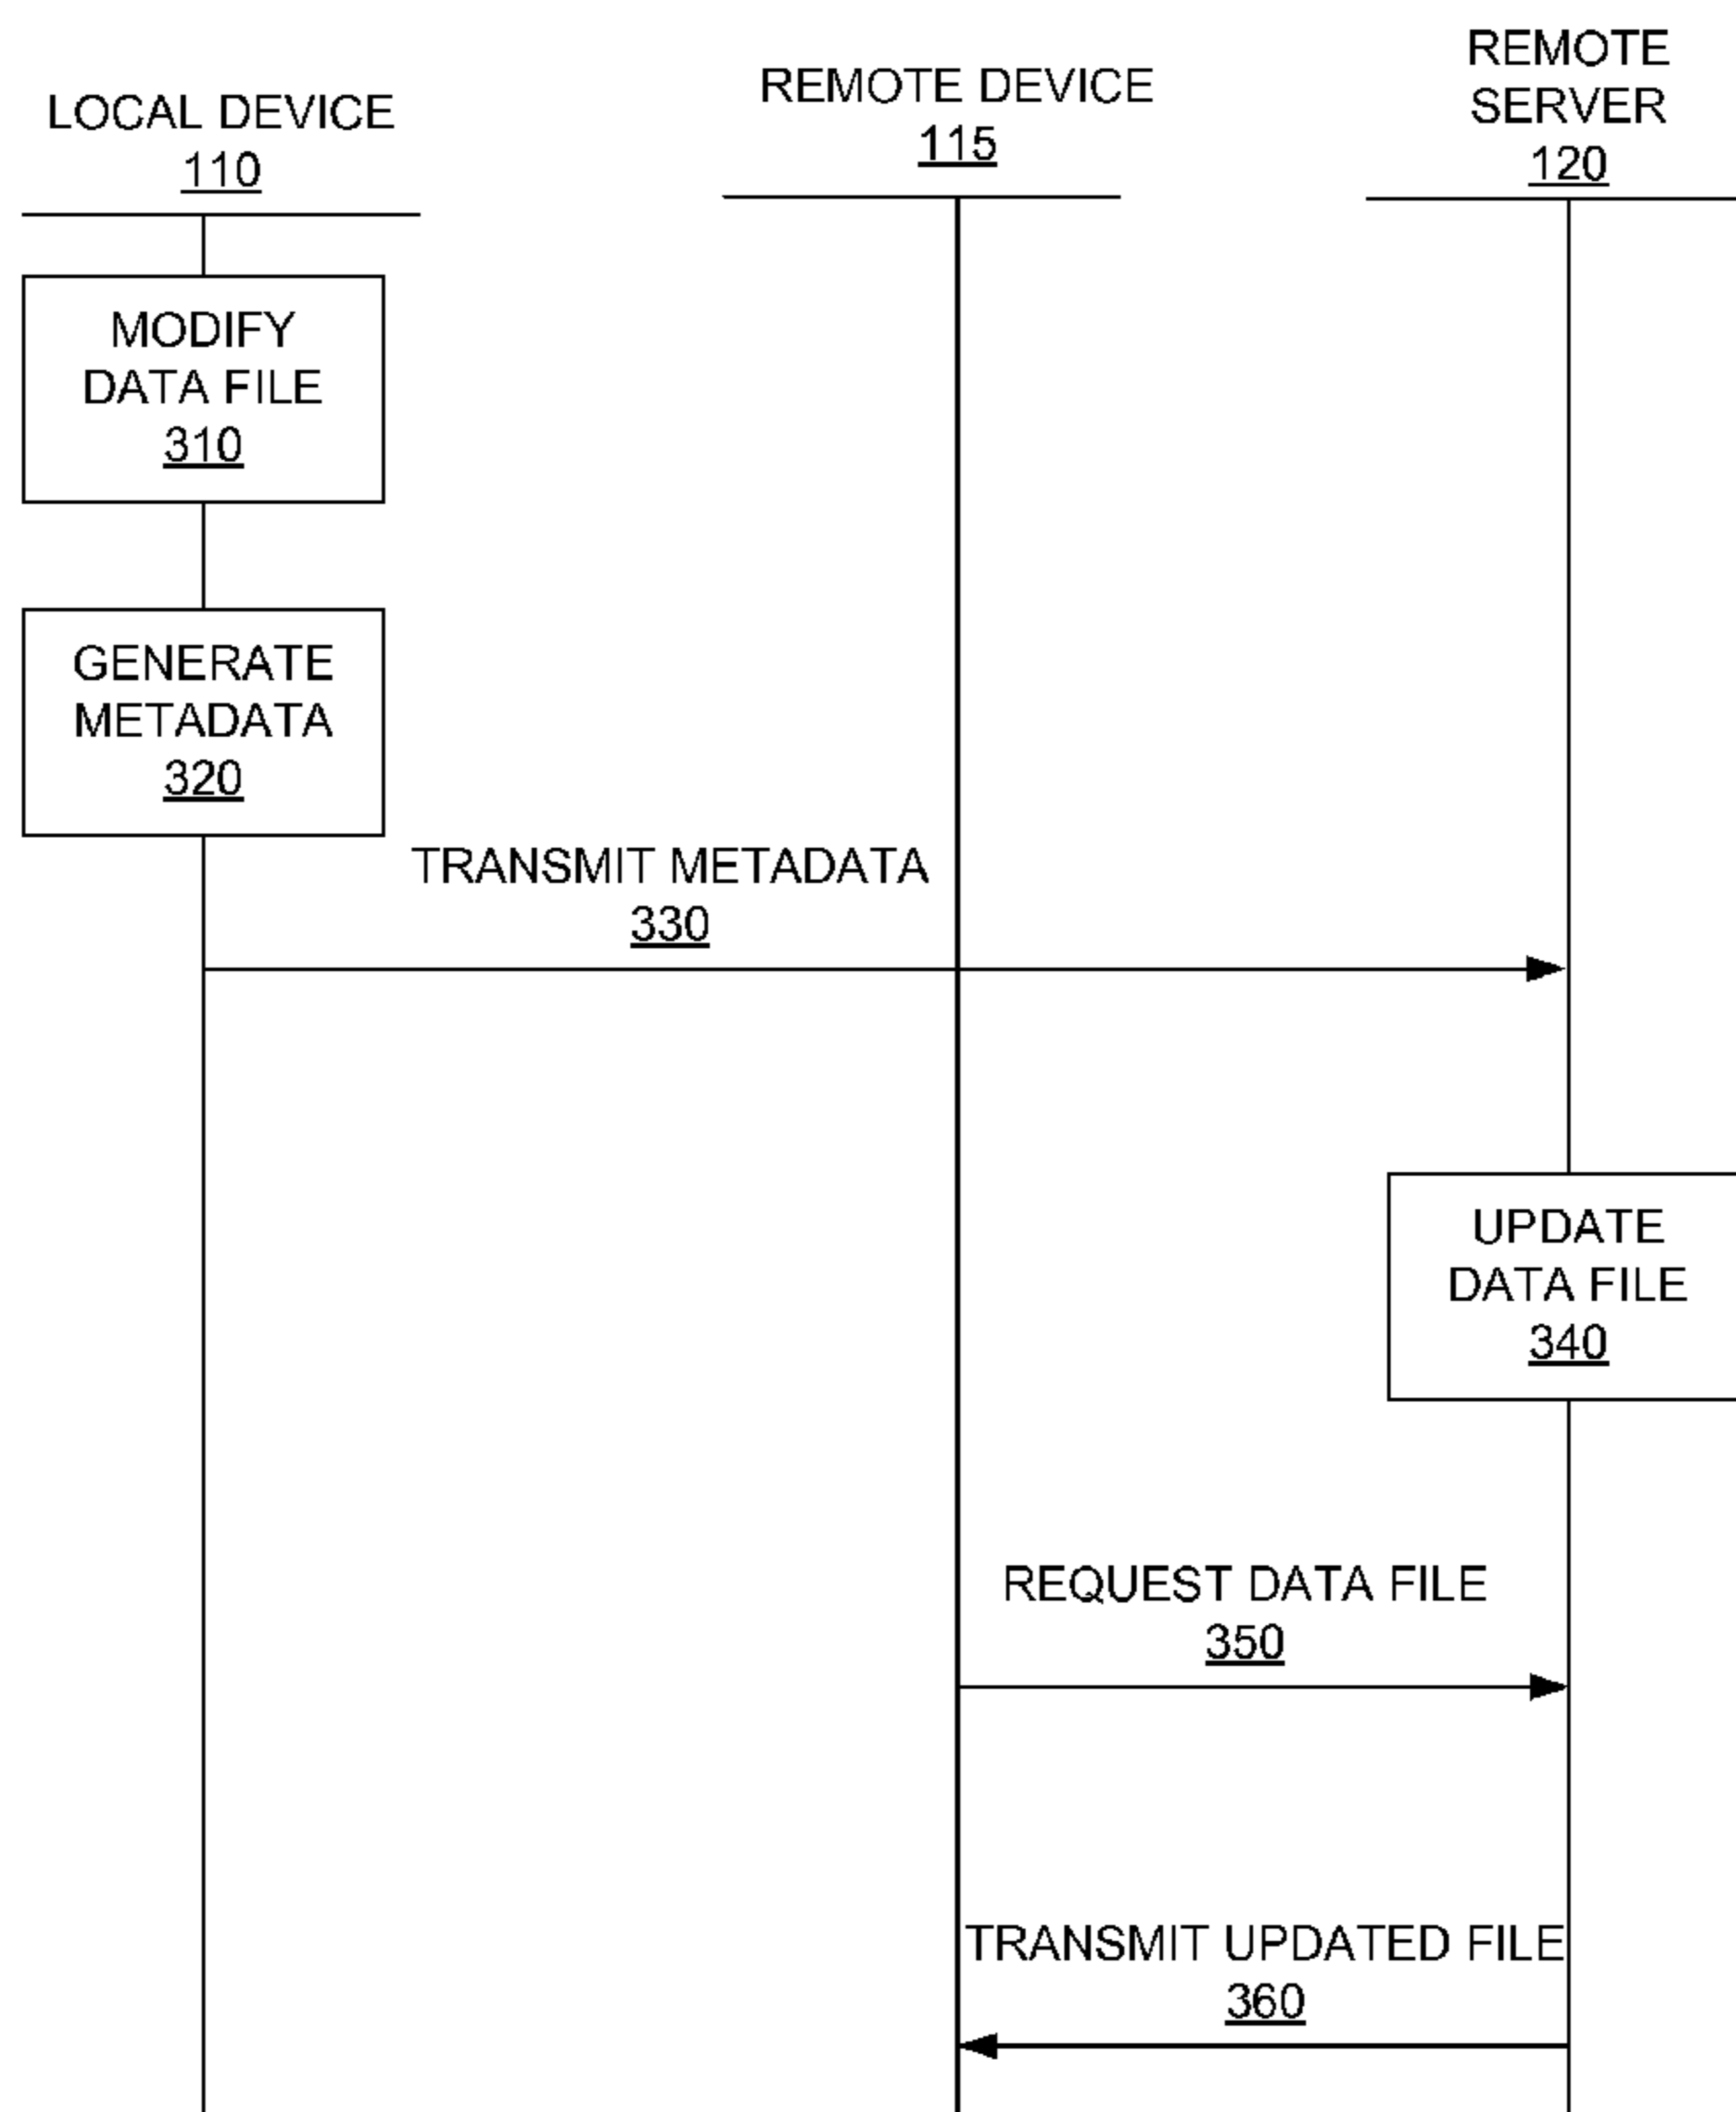 LOCAL DEVICE
110
REMOTE DEVICE
115
REMOTE
SERVER
120
MODIFY
DATA FILE
310
GENERATE
METADATA
320
TRANSMIT METADATA
330
UPDATE
DATA FILE
340
REQUEST DATA FILE
350
TRANSMIT UPDATED FILE
360